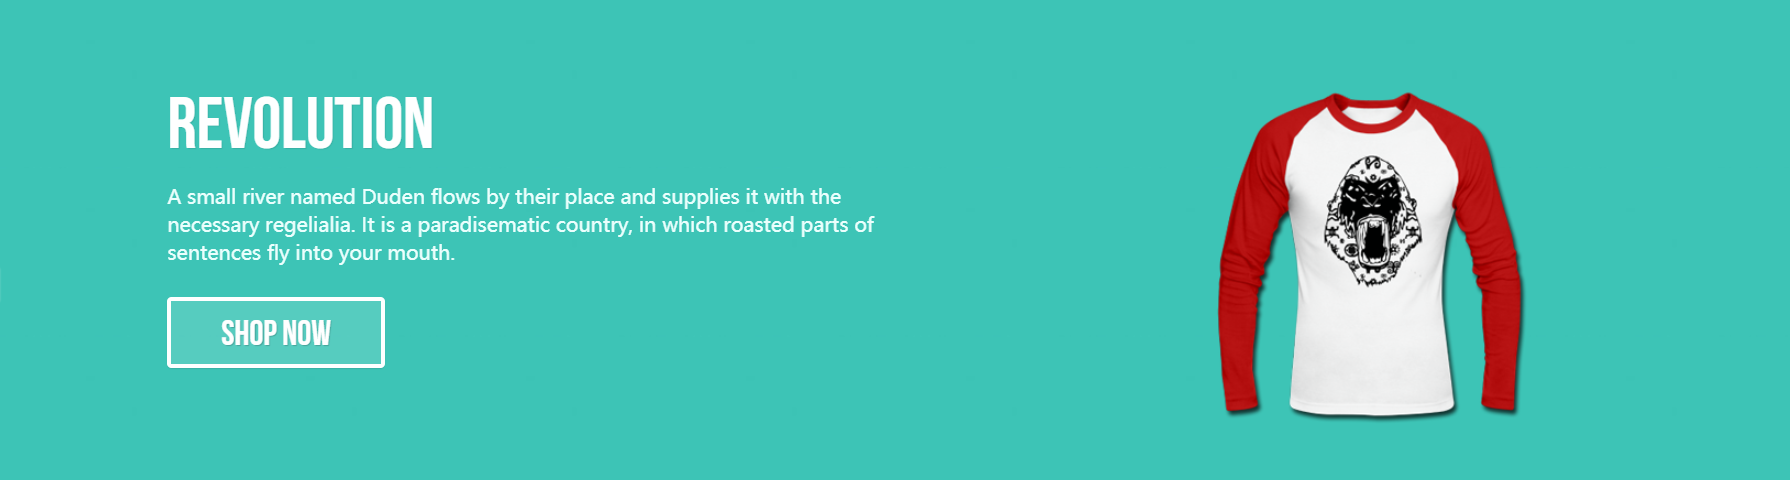 REVOLUTION
A small river named Duden flows by their place and supplies it with the
necessary regelialia. It is a paradisematic country, in which roasted parts of
sentences fly into your mouth.
SHOP NOW